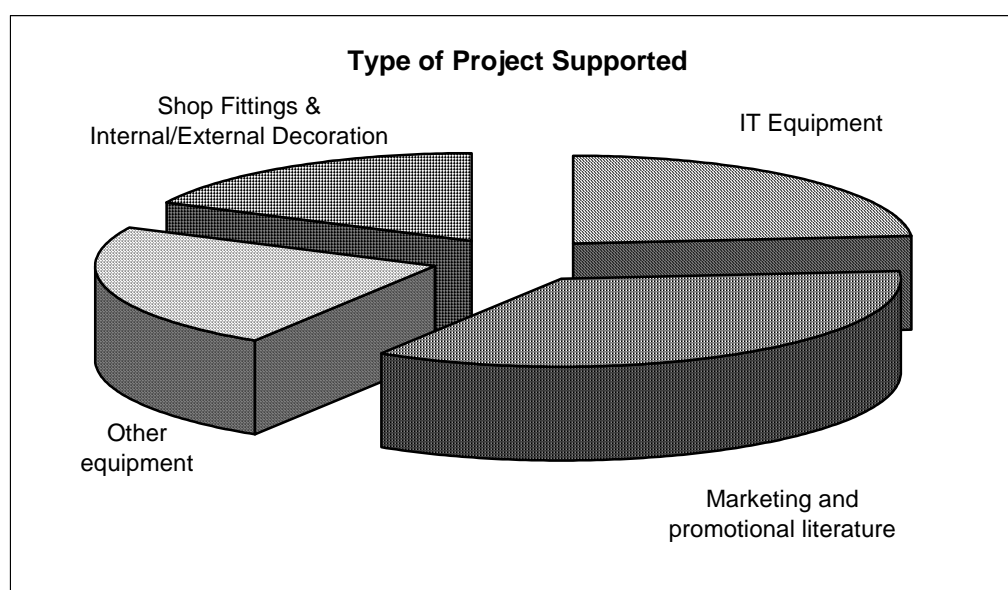 Type of Project Supported
Shop Fittings &
Internal/External Decoration
IT Equipment
Other
equipment
Marketing and
promotional literature